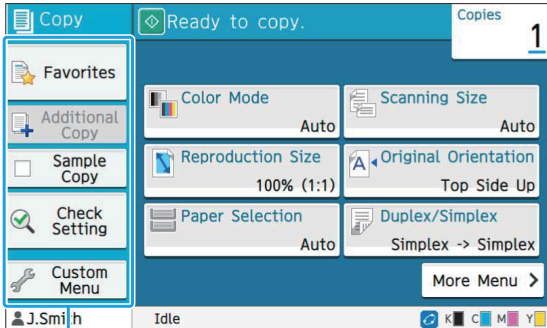 Copy
Ready to copy.
Copies
1
Favorites
Additional
Copy
Sample
Copy
Check
Setting
Custom
Menu
Color Mode
Auto
Scanning Size
Auto
Reproduction Size
100% (1:1)
Original Orientation
Top Side Up
Paper Selection
Auto
Duplex/Simplex
Simplex -> Simplex
More Menu >
J.Smith
Idle
K C M Y